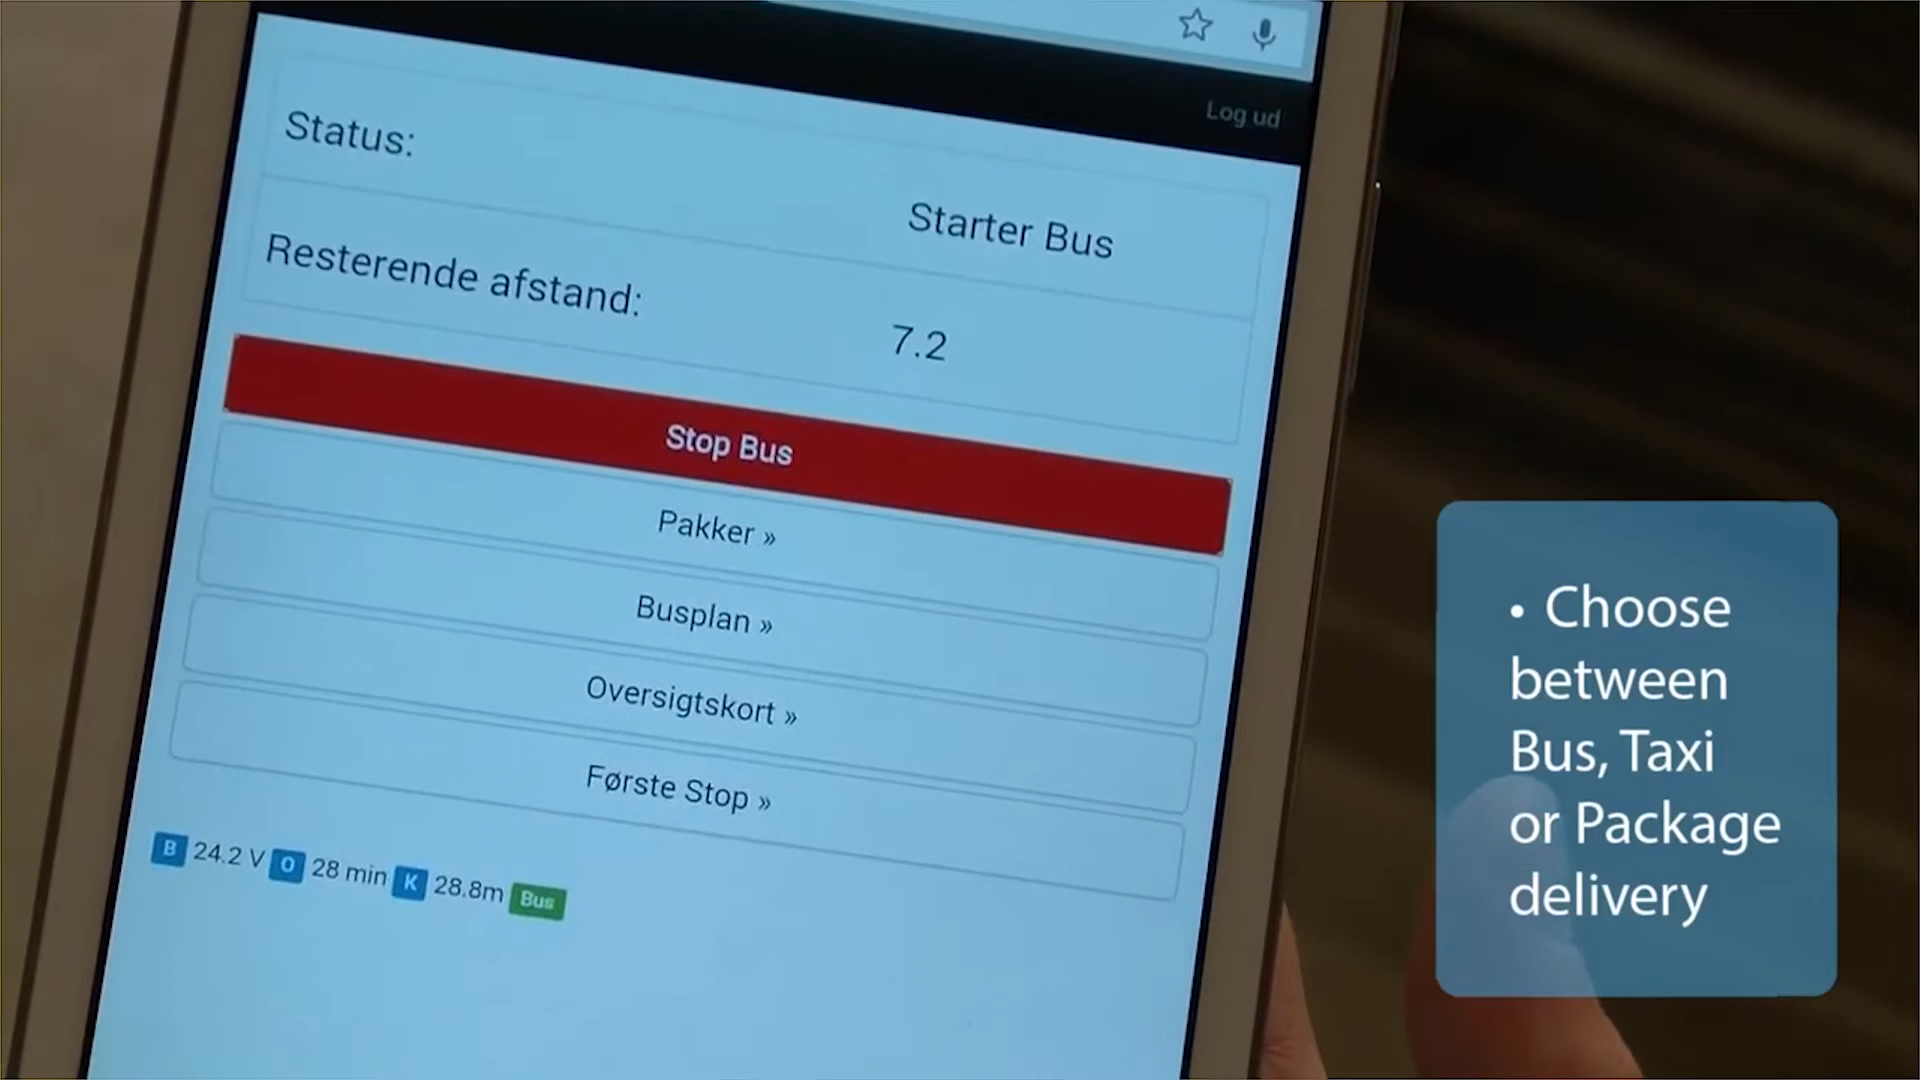 Log ud
Status:
Starter Bus
Resterende afstand:
7.2
Stop Bus
Pakker »
Busplan »
Oversigtskort »
Første Stop »
B 24.2 V O 28 min K 28.8m Bus
• Choose
between
Bus, Taxi
or Package
delivery